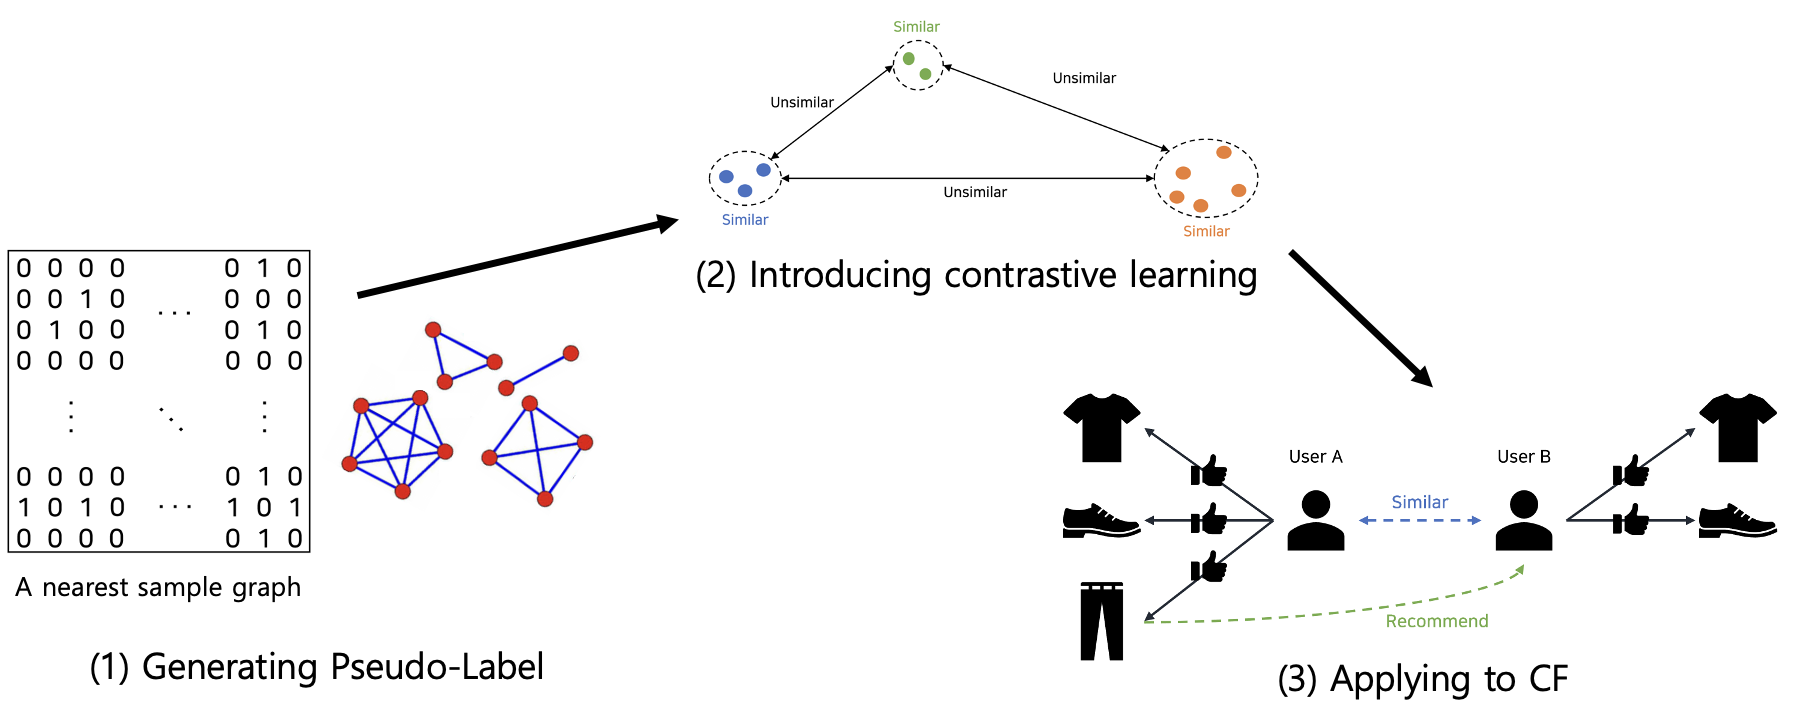 0 0 0 0 0 1 0
0 0 1 0 ... 0 0 0
0 1 0 0 0 1 0
0 0 0 0 0 0 0
⋮ ⋱ ⋮
0 0 0 0 0 1 0
1 0 1 0 ... 1 0 1
0 0 0 0 0 1 0
A nearest sample graph
(1) Generating Pseudo-Label
Similar
Unsimilar
Unsimilar
Unsimilar
Similar
Similar
(2) Introducing contrastive learning
User A
User B
Similar
Recommend
(3) Applying to CF